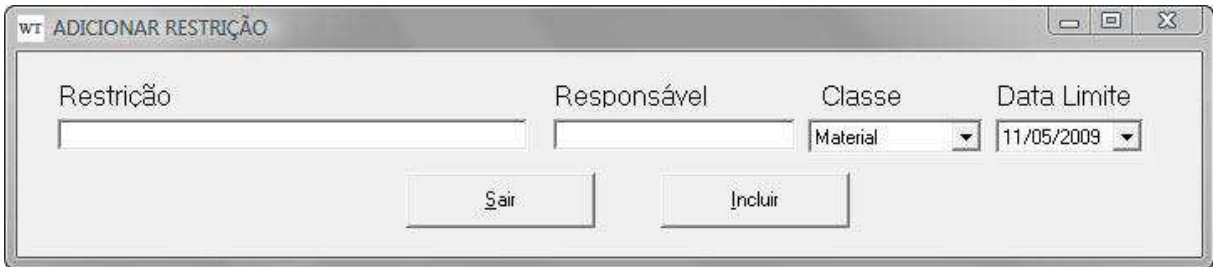 WT ADICIONAR RESTRIÇÃO
Restrição Responsável Classe Data Limite
Material 11/05/2009
Sair Incluir